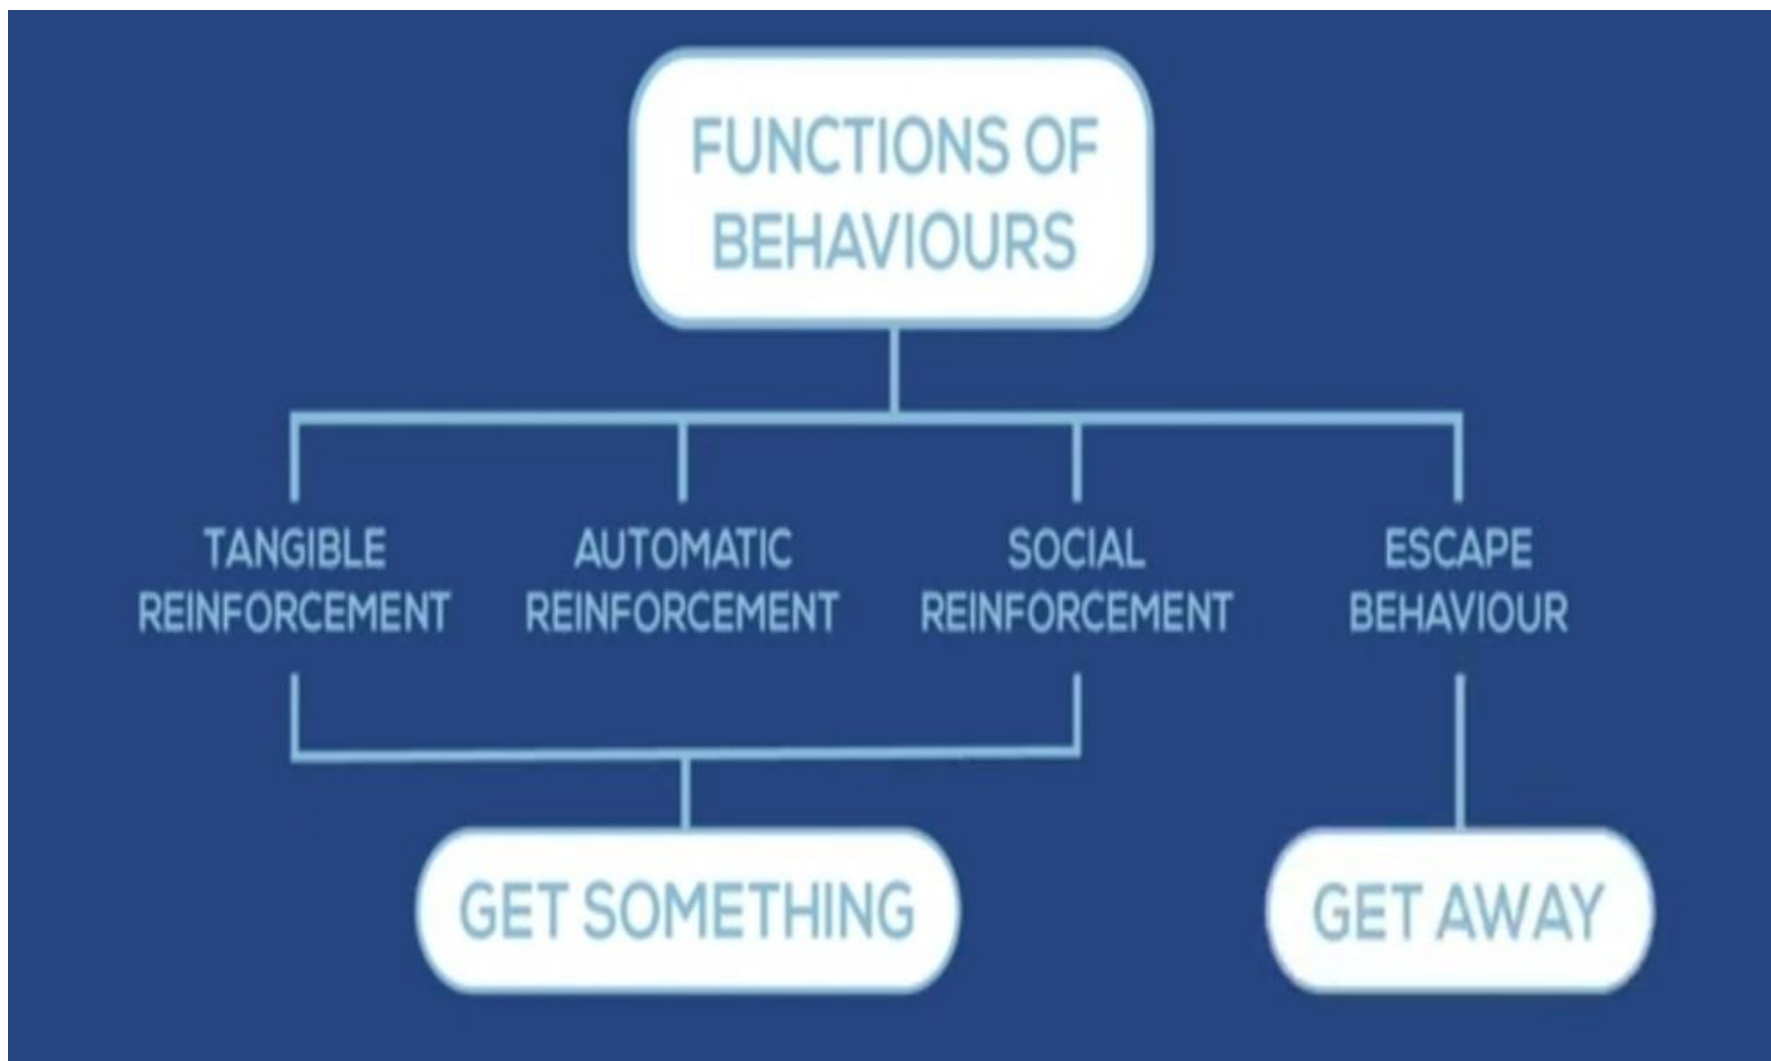 FUNCTIONS OF
BEHAVIOURS
TANGIBLE
REINFORCEMENT
AUTOMATIC
REINFORCEMENT
SOCIAL
REINFORCEMENT
ESCAPE
BEHAVIOUR
GET SOMETHING
GET AWAY